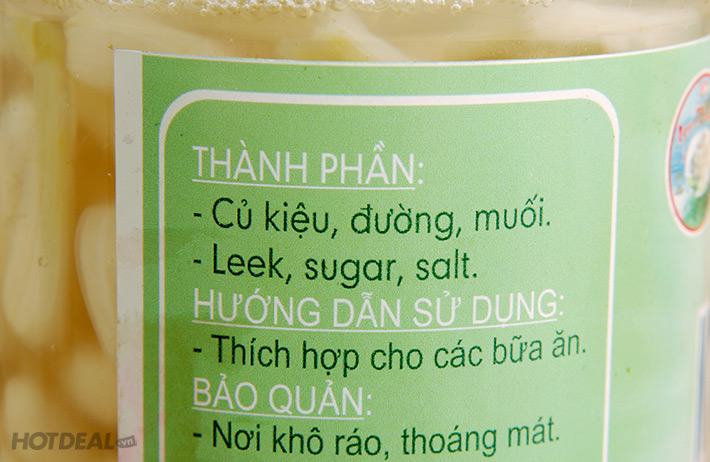 THÀNH PHẦN:
- Củ kiệu, đường, muối.
- Leek, sugar, salt.
HƯỚNG DẪN SỬ DỤNG:
- Thích hợp cho các bữa ăn.
BẢO QUẢN:
- Nơi khô ráo, thoáng mát.
HOTDEAL.vn